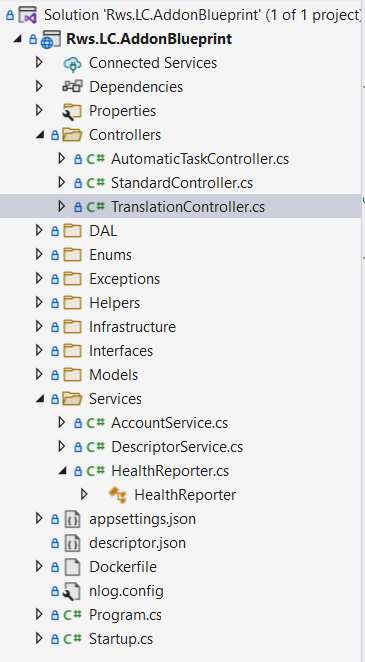 Solution 'Rws.LC.AddonBlueprint' (1 of 1 project)
Rws.LC.AddonBlueprint
Connected Services
Dependencies
Properties
Controllers
C# AutomaticTaskController.cs
C# StandardController.cs
C# TranslationController.cs
DAL
Enums
Exceptions
Helpers
Infrastructure
Interfaces
Models
Services
C# AccountService.cs
C# DescriptorService.cs
C# HealthReporter.cs
HealthReporter
appsettings.json
descriptor.json
Dockerfile
nlog.config
C# Program.cs
C# Startup.cs